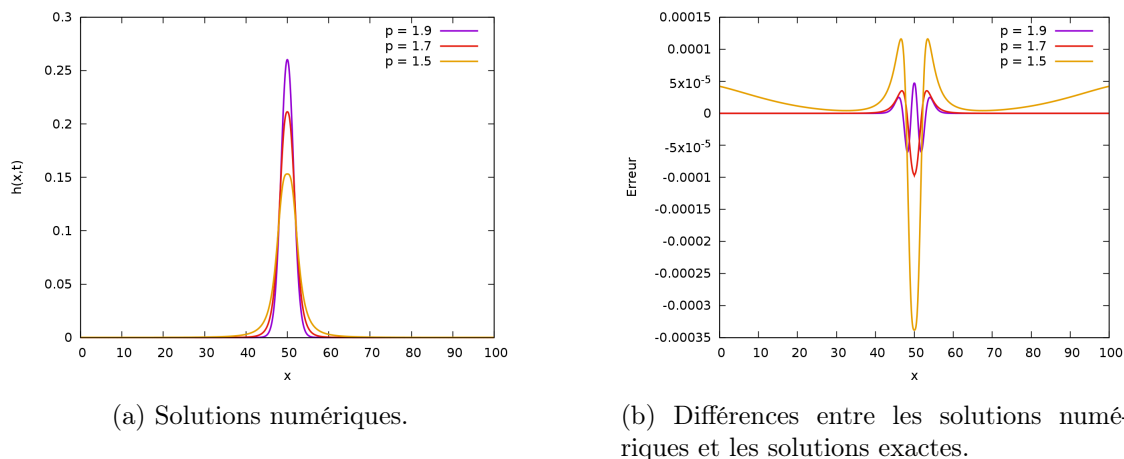 0.3
0.25
0.2
0.15
0.1
0.05
0
h(x,t)
0 10 20 30 40 50 60 70 80 90 100
x
p = 1.9
p = 1.7
p = 1.5
(a) Solutions numériques.
0.00015
0.0001
5x10⁻⁵
0
-5x10⁻⁵
-0.0001
-0.00015
-0.0002
-0.00025
-0.0003
-0.00035
Erreur
0 10 20 30 40 50 60 70 80 90 100
x
p = 1.9
p = 1.7
p = 1.5
(b) Différences entre les solutions numé-
riques et les solutions exactes.